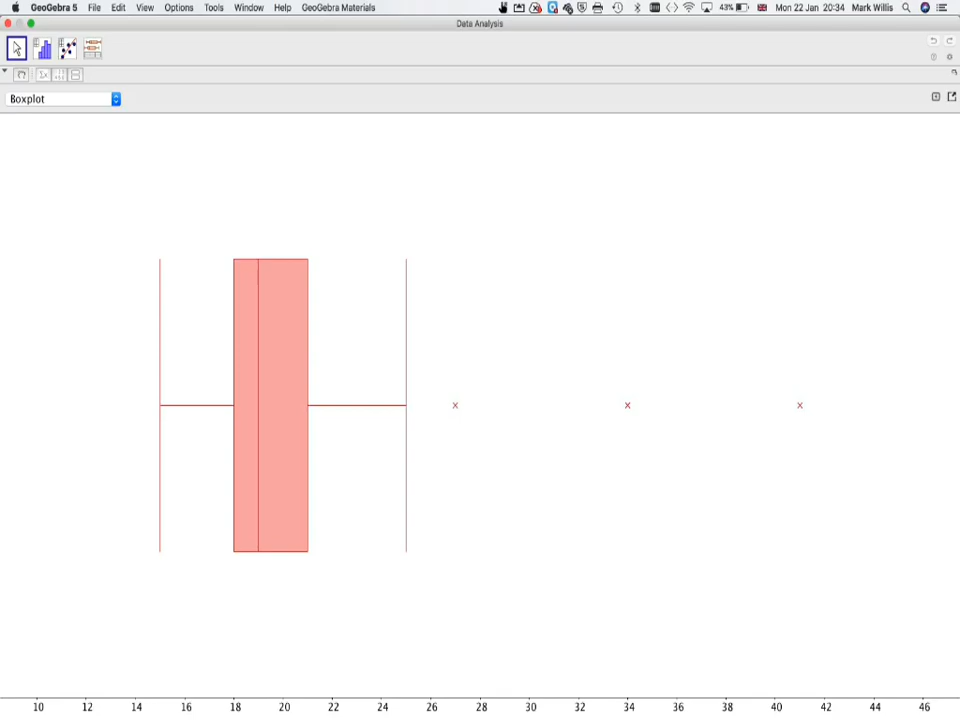 GeoGebra 5 File Edit View Options Tools Window Help GeoGebra Materials 43% Mon 22 Jan 20:34 Mark Willis
Data Analysis
Boxplot
10 12 14 16 18 20 22 24 26 28 30 32 34 36 38 40 42 44 46